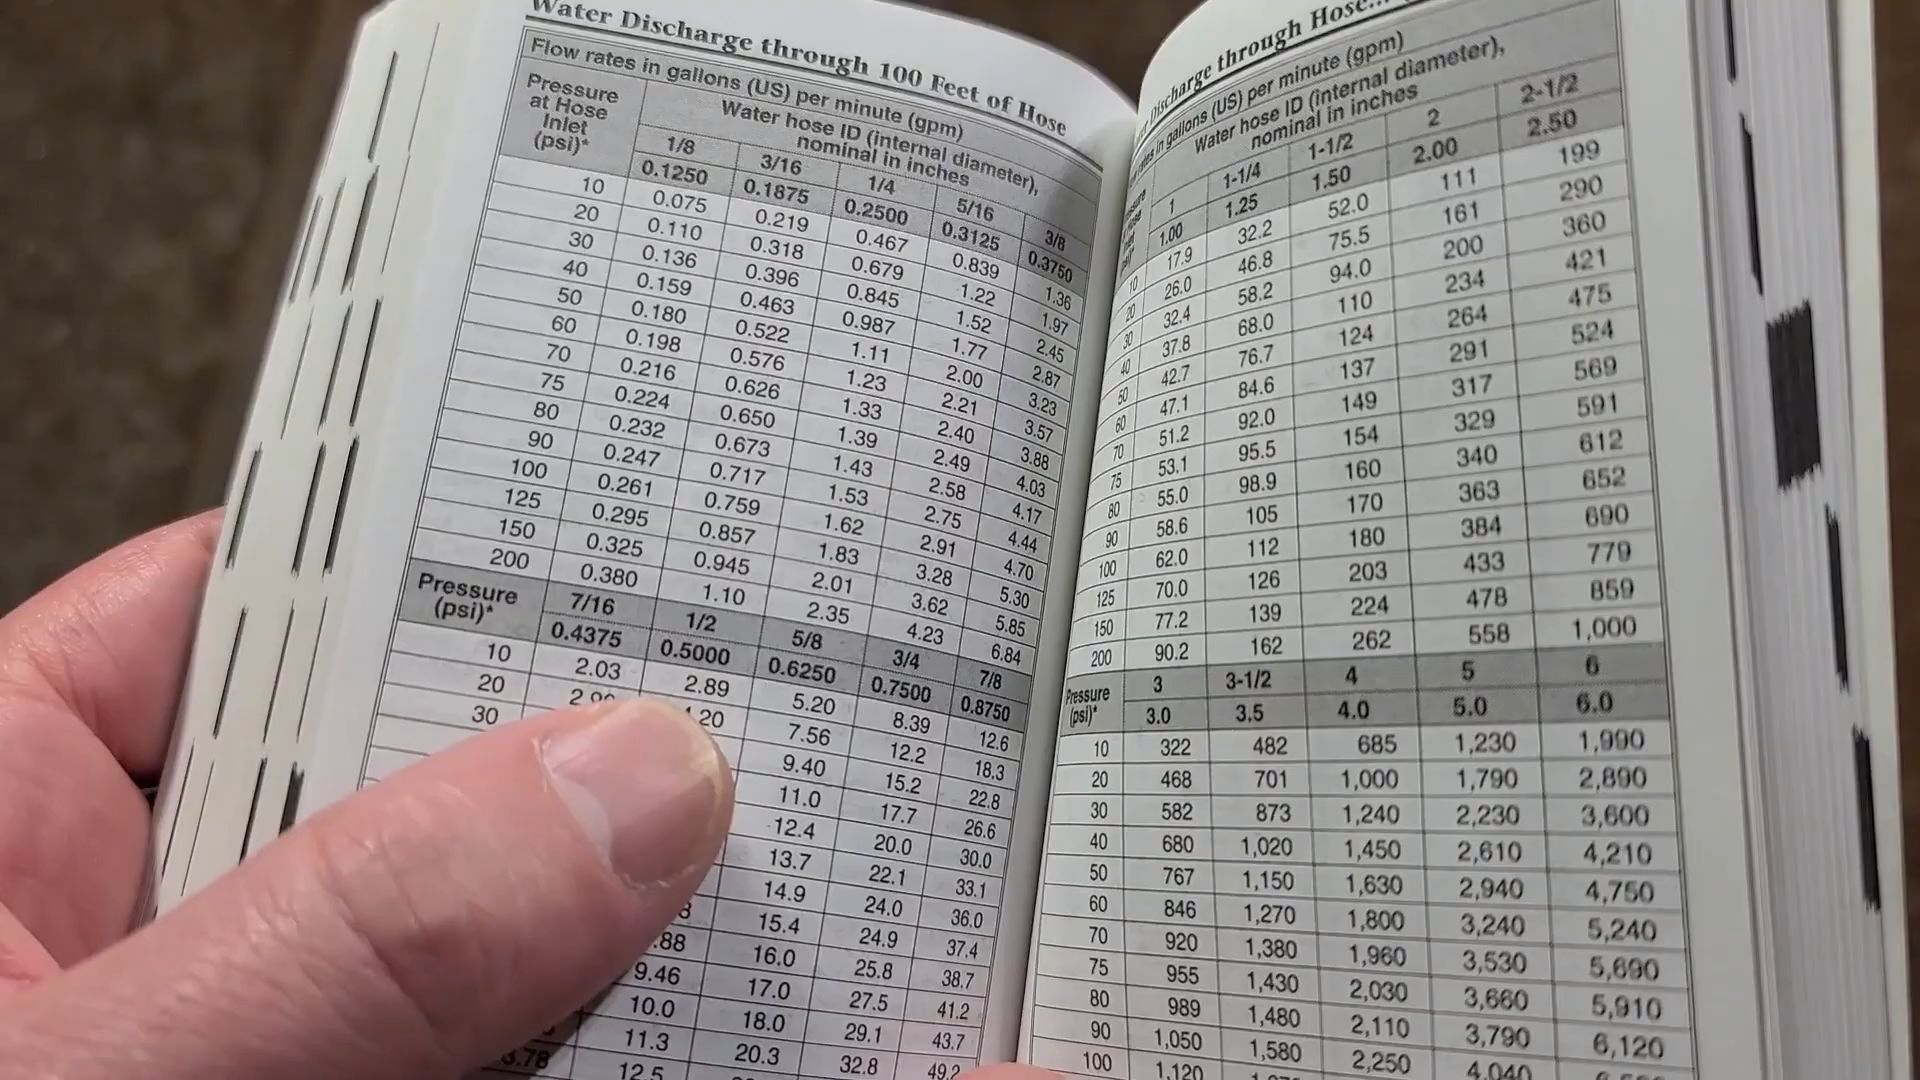 Water Discharge through 100 Feet of Hose
Flow rates in gallons (US) per minute (gpm)
Pressure at Hose Inlet (psi)* Water hose ID (internal diameter), nominal in inches
1/8 3/16 1/4 5/16 3/8
0.1250 0.1875 0.2500 0.3125 0.3750
10 0.075 0.219 0.467 0.839 1.36
20 0.110 0.318 0.679 1.22 1.97
30 0.136 0.396 0.845 1.52 2.45
40 0.159 0.463 0.987 1.77 2.87
50 0.180 0.522 1.11 2.00 3.23
60 0.198 0.576 1.23 2.21 3.57
70 0.216 0.626 1.33 2.40 3.88
75 0.224 0.650 1.39 2.49 4.03
80 0.232 0.673 1.43 2.58 4.17
90 0.247 0.717 1.53 2.75 4.44
100 0.261 0.759 1.62 2.91 4.70
125 0.295 0.857 1.83 3.28 5.30
150 0.325 0.945 2.01 3.62 5.85
200 0.380 1.10 2.35 4.23 6.84
Pressure (psi)* 7/16 1/2 5/8 3/4 7/8
0.4375 0.5000 0.6250 0.7500 0.8750
10 2.03 2.89 5.20 8.39 12.6
20 7.56 12.2 18.3
30 9.40 15.2 22.8
11.0 17.7 26.6
12.4 20.0 30.0
13.7 22.1 33.1
14.9 24.0 36.0
15.4 24.9 37.4
.88 16.0 25.8 38.7
9.46 17.0 27.5 41.2
10.0 18.0 29.1 43.7
11.3 20.3 32.8 49.2
3.78 12.5
Discharge through Hose...
rates in gallons (US) per minute (gpm)
Water hose ID (internal diameter), nominal in inches
1 1-1/4 1-1/2 2 2-1/2
1.00 1.25 1.50 2.00 2.50
10 17.9 32.2 52.0 111 199
20 26.0 46.8 75.5 161 290
30 32.4 58.2 94.0 200 360
40 37.8 68.0 110 234 421
50 42.7 76.7 124 264 475
60 47.1 84.6 137 291 524
70 51.2 92.0 149 317 569
75 53.1 95.5 154 329 591
80 55.0 98.9 160 340 612
90 58.6 105 170 363 652
100 62.0 112 180 384 690
125 70.0 126 203 433 779
150 77.2 139 224 478 859
200 90.2 162 262 558 1,000
Pressure (psi)* 3 3-1/2 4 5 6
3.0 3.5 4.0 5.0 6.0
10 322 482 685 1,230 1,990
20 468 701 1,000 1,790 2,890
30 582 873 1,240 2,230 3,600
40 680 1,020 1,450 2,610 4,210
50 767 1,150 1,630 2,940 4,750
60 846 1,270 1,800 3,240 5,240
70 920 1,380 1,960 3,530 5,690
75 955 1,430 2,030 3,660 5,910
80 989 1,480 2,110 3,790 6,120
90 1,050 1,580 2,250 4,040
100 1,120